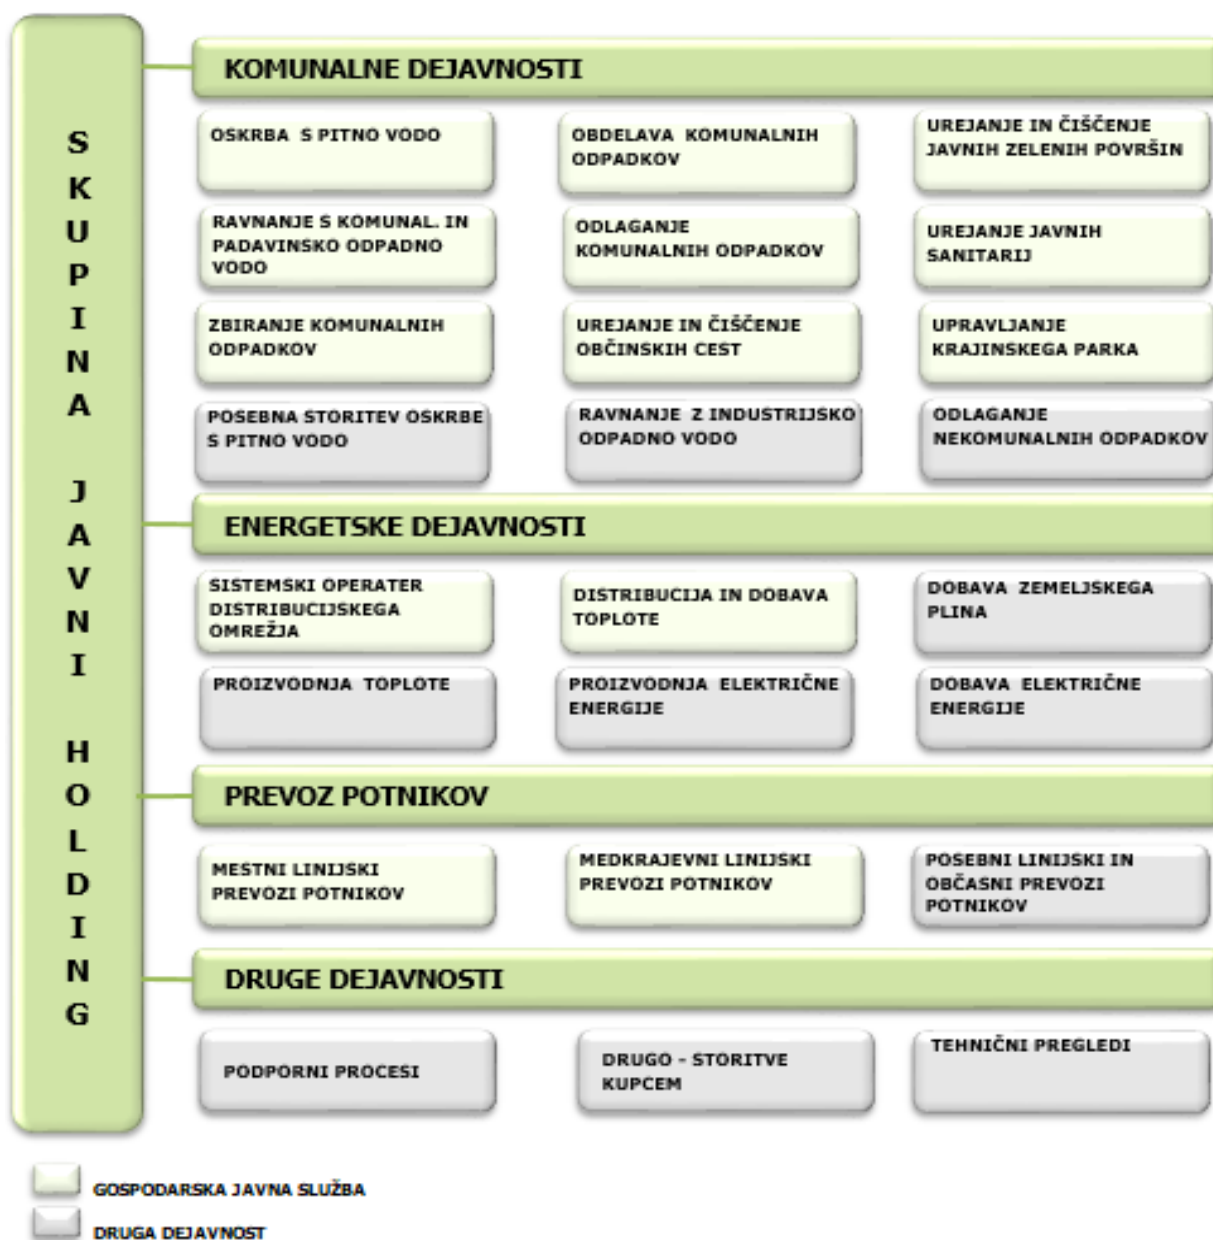 SKUPINA JAVNI HOLDING
KOMUNALNE DEJAVNOSTI
OSKRBA S PITNO VODO
OBDELAVA KOMUNALNIH
ODPADKOV
UREJANJE IN ČIŠČENJE
JAVNIH ZELENIH POVRŠIN
RAVNANJE S KOMUNAL. IN
PADAVINSKO ODPADNO
VODO
ODLAGANJE
KOMUNALNIH ODPADKOV
UREJANJE JAVNIH
SANITARIJ
ZBIRANJE KOMUNALNIH
ODPADKOV
UREJANJE IN ČIŠČENJE
OBČINSKIH CEST
UPRAVLJANJE
KRAJINSKEGA PARKA
POSEBNA STORITEV OSKRBE
S PITNO VODO
RAVNANJE Z INDUSTRIJSKO
ODPADNO VODO
ODLAGANJE
NEKOMUNALNIH ODPADKOV
ENERGETSKE DEJAVNOSTI
SISTEMSKI OPERATER
DISTRIBUCIJSKEGA
OMREŽJA
DISTRIBUCIJA IN DOBAVA
TOPLOTE
DOBAVA ZEMELJSKEGA
PLINA
PROIZVODNJA TOPLOTE
PROIZVODNJA ELEKTRIČNE
ENERGIJE
DOBAVA ELEKTRIČNE
ENERGIJE
PREVOZ POTNIKOV
MESTNI LINIJSKI
PREVOZI POTNIKOV
MEDKRAJEVNI LINIJSKI
PREVOZI POTNIKOV
POSEBNI LINIJSKI IN
OBČASNI PREVOZI
POTNIKOV
DRUGE DEJAVNOSTI
PODPORNI PROCESI
DRUGO - STORITVE
KUPCEM
TEHNIČNI PREGLEDI
GOSPODARSKA JAVNA SLUŽBA
DRUGA DEJAVNOST